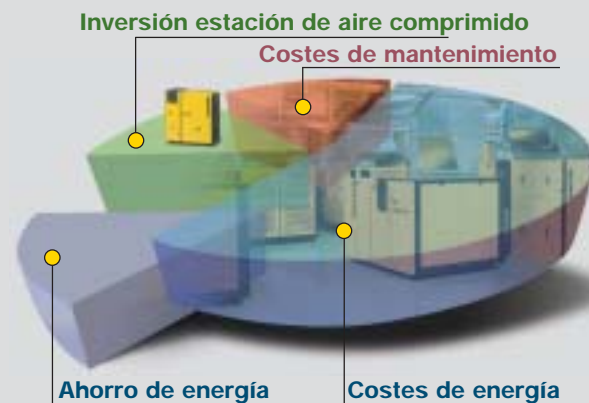 Inversión estación de aire comprimido
Costes de mantenimiento
Ahorro de energía
Costes de energía